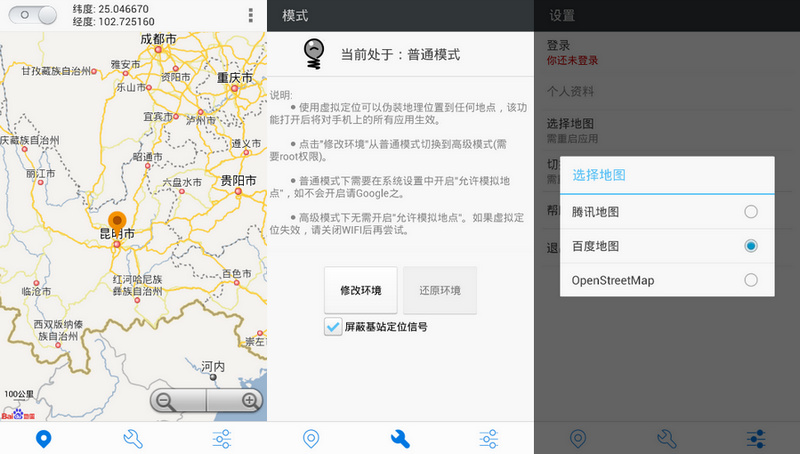 纬度: 25.046670
经度: 102.725160
成都市
甘孜藏族自治州
雅安市
资阳市
乐山市
重庆市
宜宾市
泸州市
遵义市
昭通市
丽江市
六盘水市
贵阳市
昆明市
红河哈尼族
彝族自治州
百色市
临沧市
西双版纳傣
族自治州
崇左
河内
100公里
Bai 地图
模式
当前处于：普通模式
说明:
● 使用虚拟定位可以伪装地理位置到任何地点，该功
能打开后将对手机上的所有应用生效。
● 点击"修改环境"从普通模式切换到高级模式(需
要root权限)。
● 普通模式下需要在系统设置中开启"允许模拟地
点"，如不会开启请Google之。
● 高级模式下无需开启"允许模拟地点"。如果虚拟定
位失效，请关闭WIFI后再尝试。
修改环境
还原环境
屏蔽基站定位信号
设置
登录
你还未登录
个人资料
选择地图
需重启应用
切
需
帮
退
选择地图
腾讯地图
百度地图
OpenStreetMap